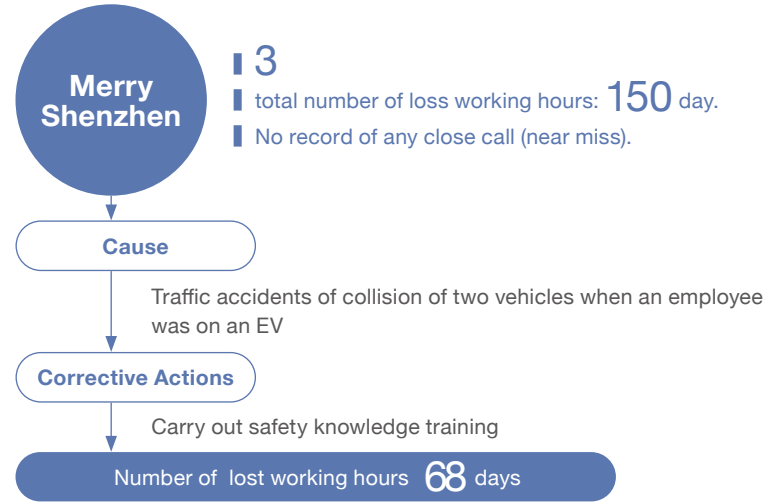 Merry
Shenzhen
3
total number of loss working hours: 150 day.
No record of any close call (near miss).
Cause
Traffic accidents of collision of two vehicles when an employee
was on an EV
Corrective Actions
Carry out safety knowledge training
Number of lost working hours 68 days